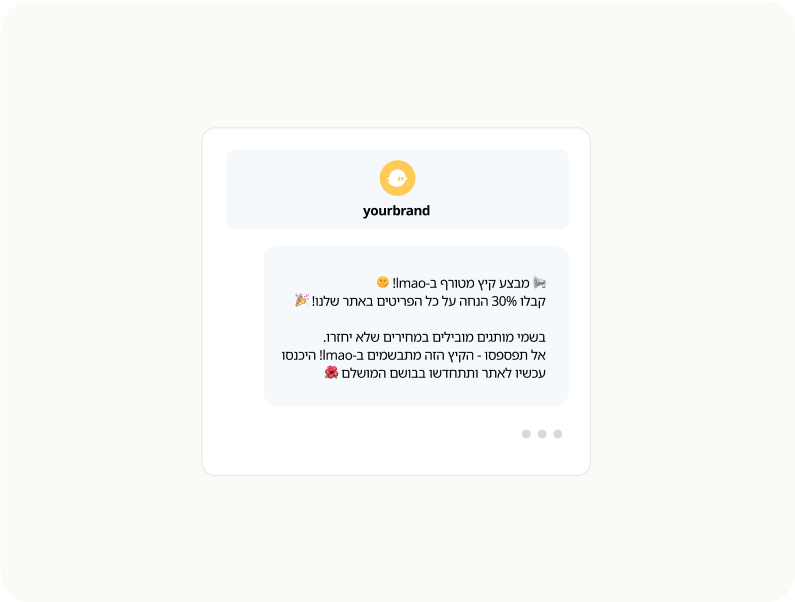 yourbrand
📢 מבצע קיץ מטורף ב-lmao! 🌞
קבלו 30% הנחה על כל הפריטים באתר שלנו! 🎉
בשמי מותגים מובילים במחירים שלא יחזרו.
אל תפספסו - הקיץ הזה מתבשמים ב-lmao! היכנסו
עכשיו לאתר ותתחדשו בבושם המושלם 🌺